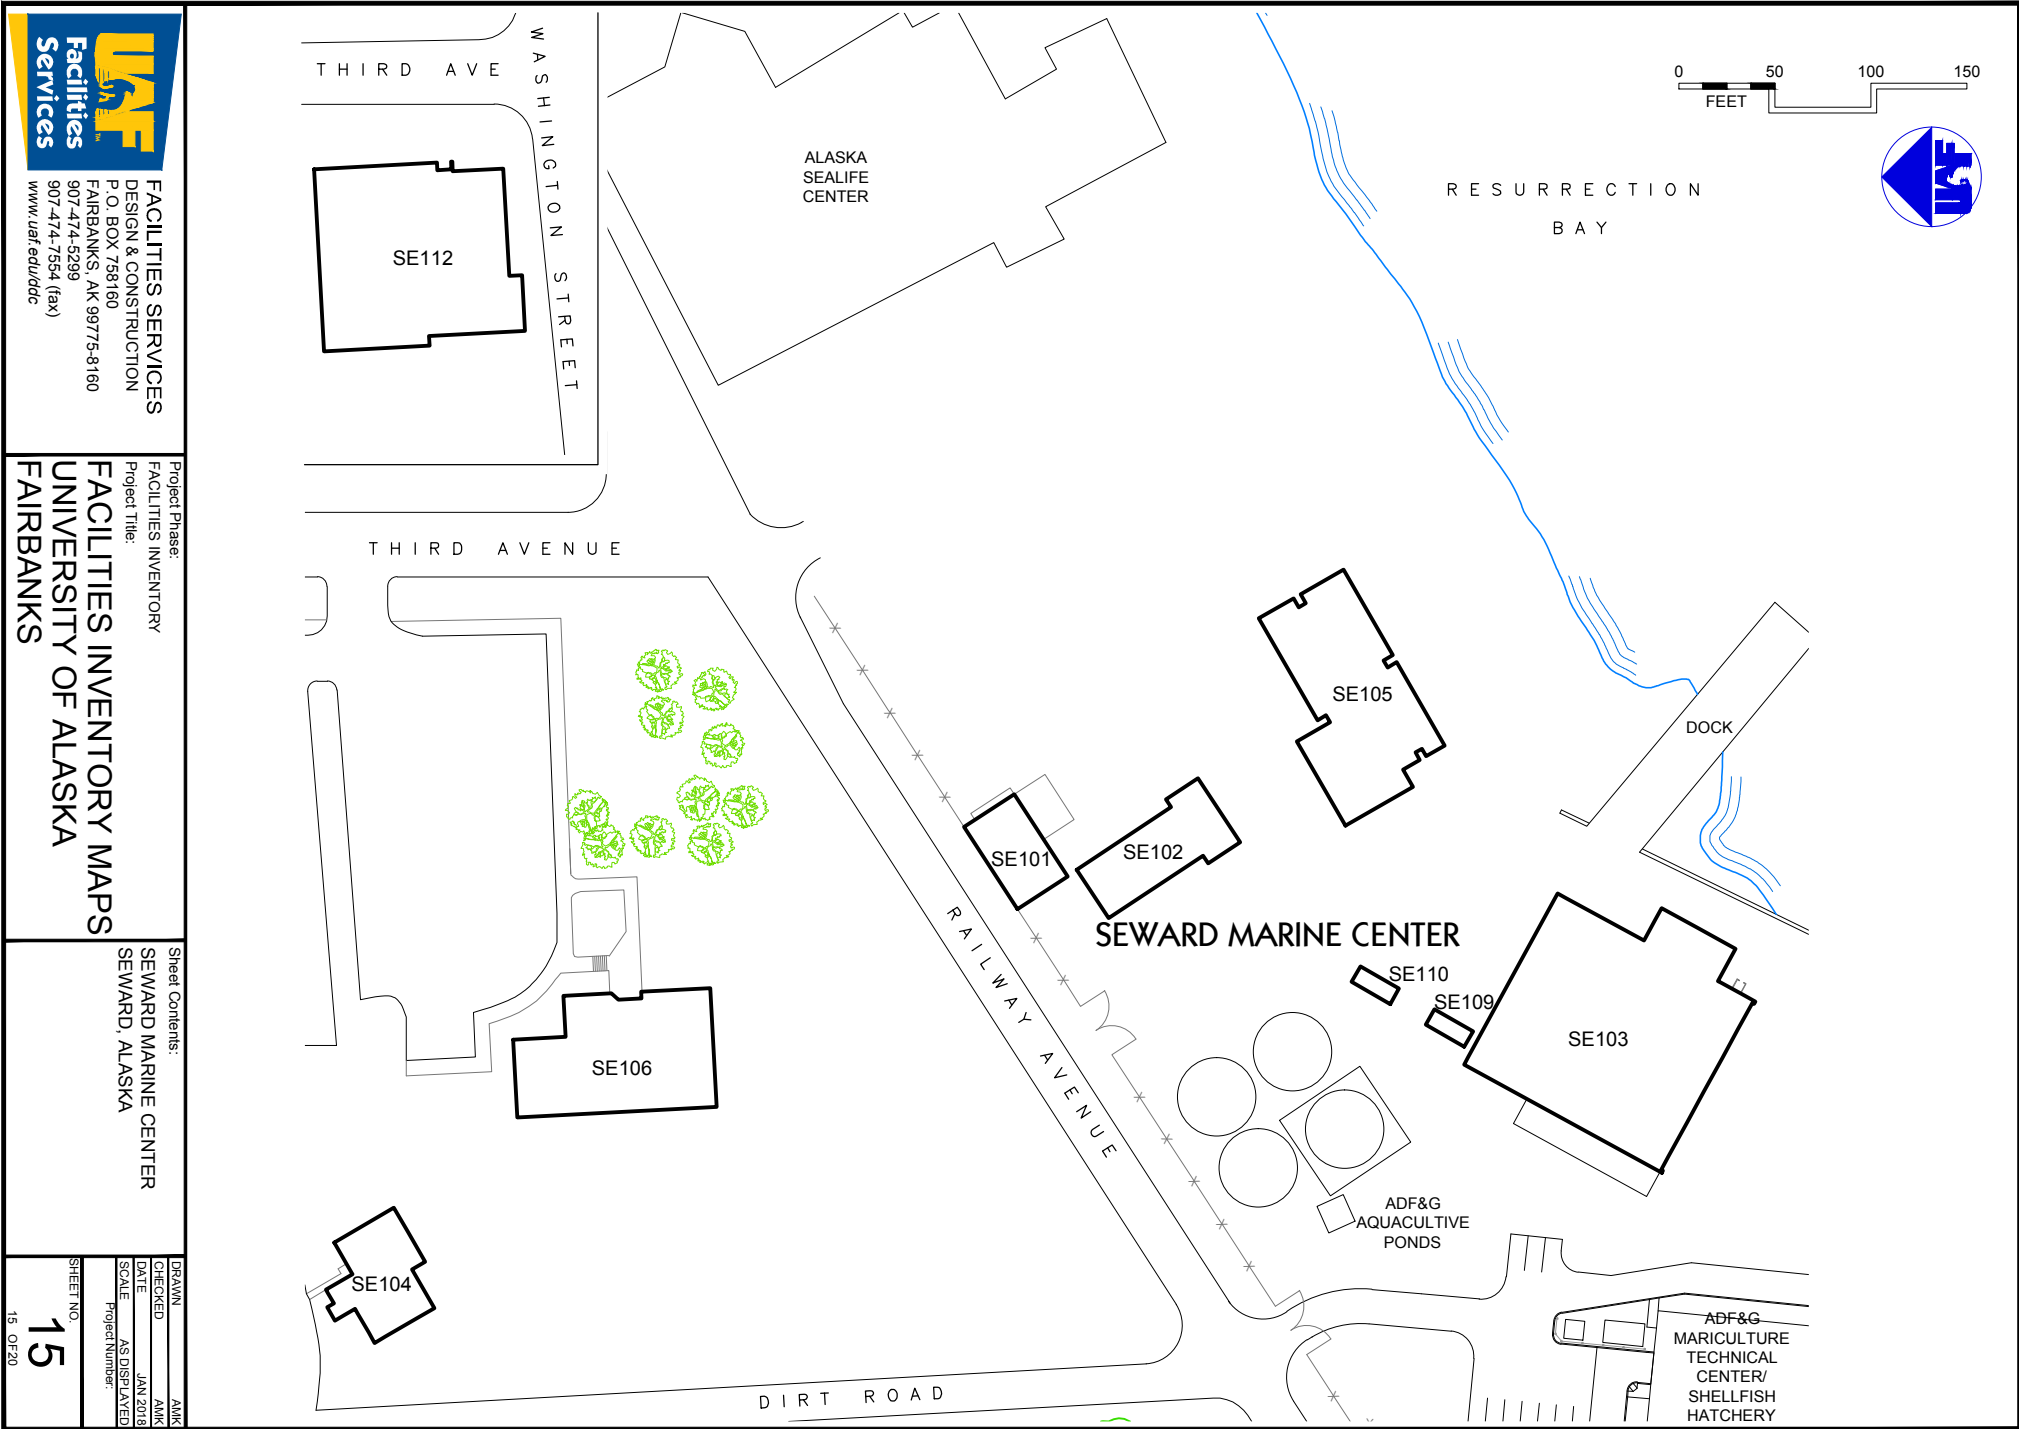 UAF
TM
Facilities
Services
FACILITIES SERVICES
DESIGN & CONSTRUCTION
P.O. BOX 758160
FAIRBANKS, AK 99775-8160
907-474-5299
907-474-7554 (fax)
www.uaf.edu/ddc
Project Phase:
FACILITIES INVENTORY
Project Title:
FACILITIES INVENTORY MAPS
UNIVERSITY OF ALASKA
FAIRBANKS
Sheet Contents:
SEWARD MARINE CENTER
SEWARD, ALASKA
DRAWN AMK
CHECKED AMK
DATE JAN 2018
SCALE AS DISPLAYED
Project Number:
SHEET NO.
15
15 OF20
THIRD AVE
WASHINGTON STREET
SE112
ALASKA
SEALIFE
CENTER
0 50 100 150
FEET
UAF
RESURRECTION
BAY
THIRD AVENUE
SE105
DOCK
SE101
SE102
SEWARD MARINE CENTER
SE110
SE109
SE103
RAILWAY AVENUE
SE106
ADF&G
AQUACULTIVE
PONDS
SE104
DIRT ROAD
ADF&G
MARICULTURE
TECHNICAL
CENTER/
SHELLFISH
HATCHERY